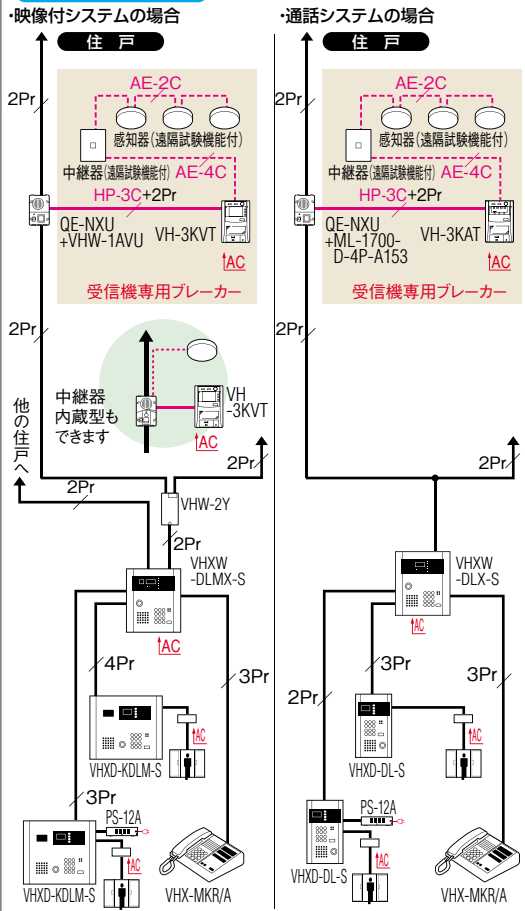 ・映像付システムの場合
住 戸
2Pr
AE-2C
感知器(遠隔試験機能付)
中継器(遠隔試験機能付)
AE-4C
HP-3C+2Pr
QE-NXU
+VHW-1AVU
VH-3KVT
AC
受信機専用ブレーカー
2Pr
中継器
内蔵型も
できます
VH
-3KVT
AC
他の住戸へ
2Pr
2Pr
VHW-2Y
2Pr
VHXW
-DLMX-S
AC
4Pr
3Pr
VHXD-KDLM-S
AC
3Pr
PS-12A
VHXD-KDLM-S
AC
VHX-MKR/A
・通話システムの場合
住 戸
2Pr
AE-2C
感知器(遠隔試験機能付)
中継器(遠隔試験機能付)
AE-4C
HP-3C+2Pr
QE-NXU
+ML-1700-
D-4P-A153
VH-3KAT
AC
受信機専用ブレーカー
2Pr
2Pr
VHXW
-DLX-S
AC
3Pr
2Pr
3Pr
VHXD-DL-S
AC
PS-12A
VHXD-DL-S
AC
VHX-MKR/A